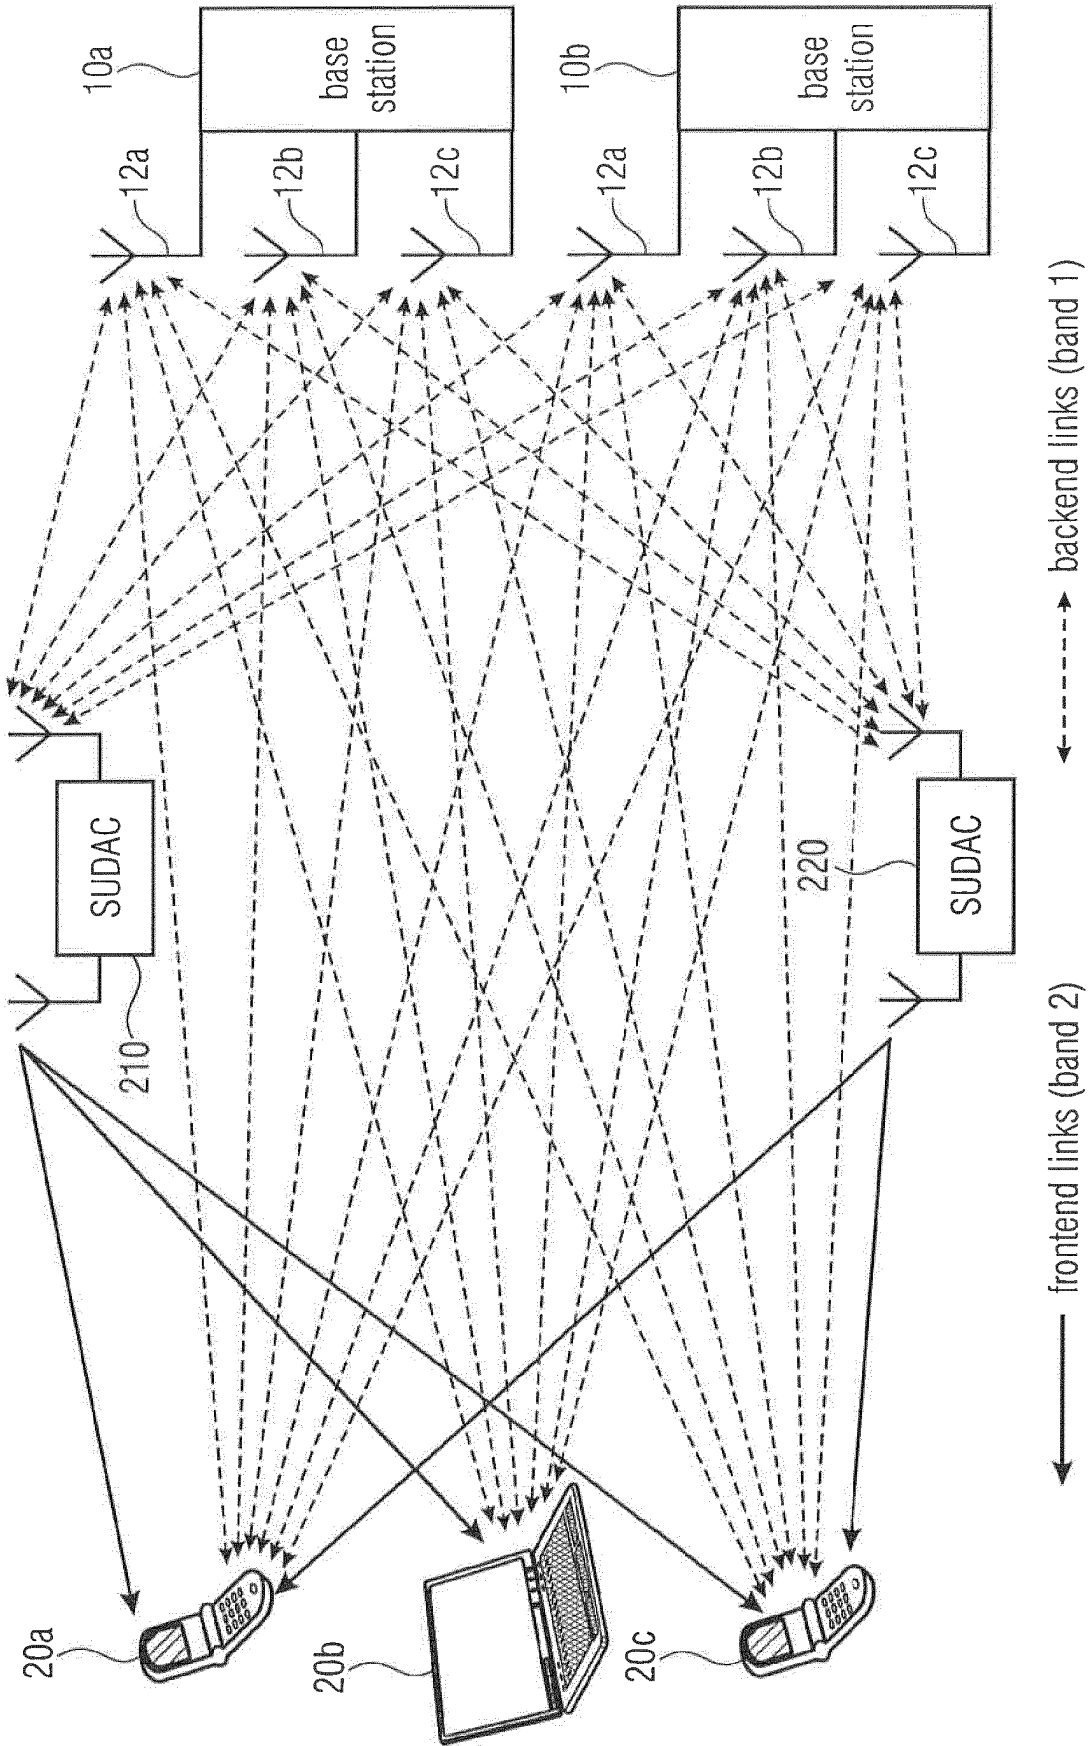 20a
20b
20c
210
SUDAC
220
SUDAC
12a
12b
12c
12a
12b
12c
10a
base
station
10b
base
station
frontend links (band 2)
backend links (band 1)